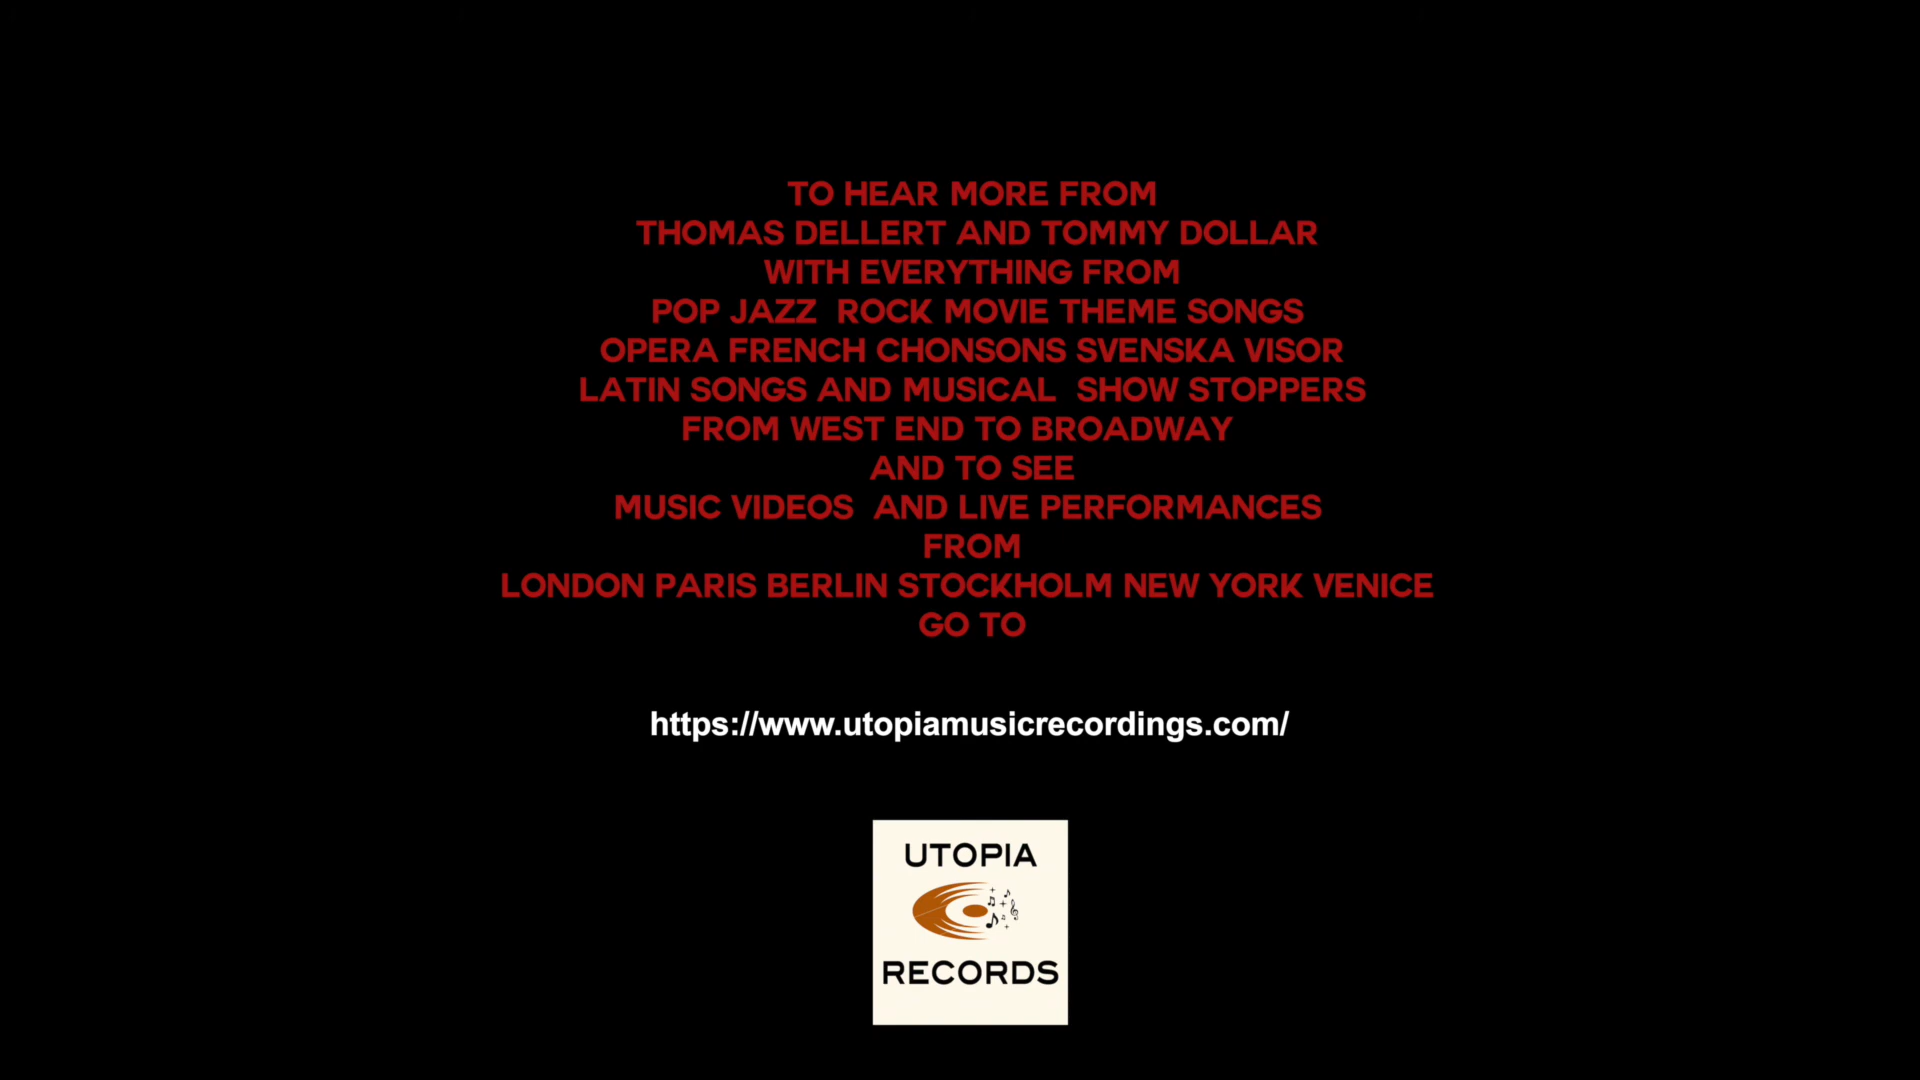 TO HEAR MORE FROM
THOMAS DELLERT AND TOMMY DOLLAR
WITH EVERYTHING FROM
POP JAZZ  ROCK MOVIE THEME SONGS
OPERA FRENCH CHONSONS SVENSKA VISOR
LATIN SONGS AND MUSICAL  SHOW STOPPERS
FROM WEST END TO BROADWAY
AND TO SEE
MUSIC VIDEOS  AND LIVE PERFORMANCES
FROM
LONDON PARIS BERLIN STOCKHOLM NEW YORK VENICE
GO TO
https://www.utopiamusicrecordings.com/
UTOPIA
RECORDS